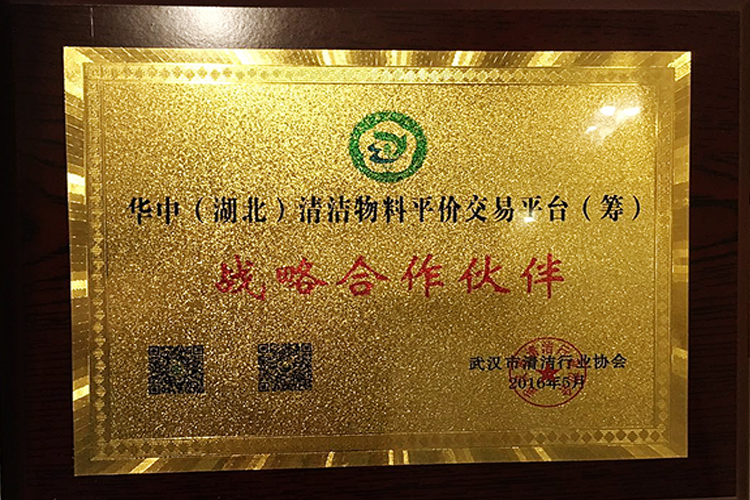 华中（湖北）清洁物料平价交易平台（筹）
战略合作伙伴
武汉市清洁行业协会
2016年5月